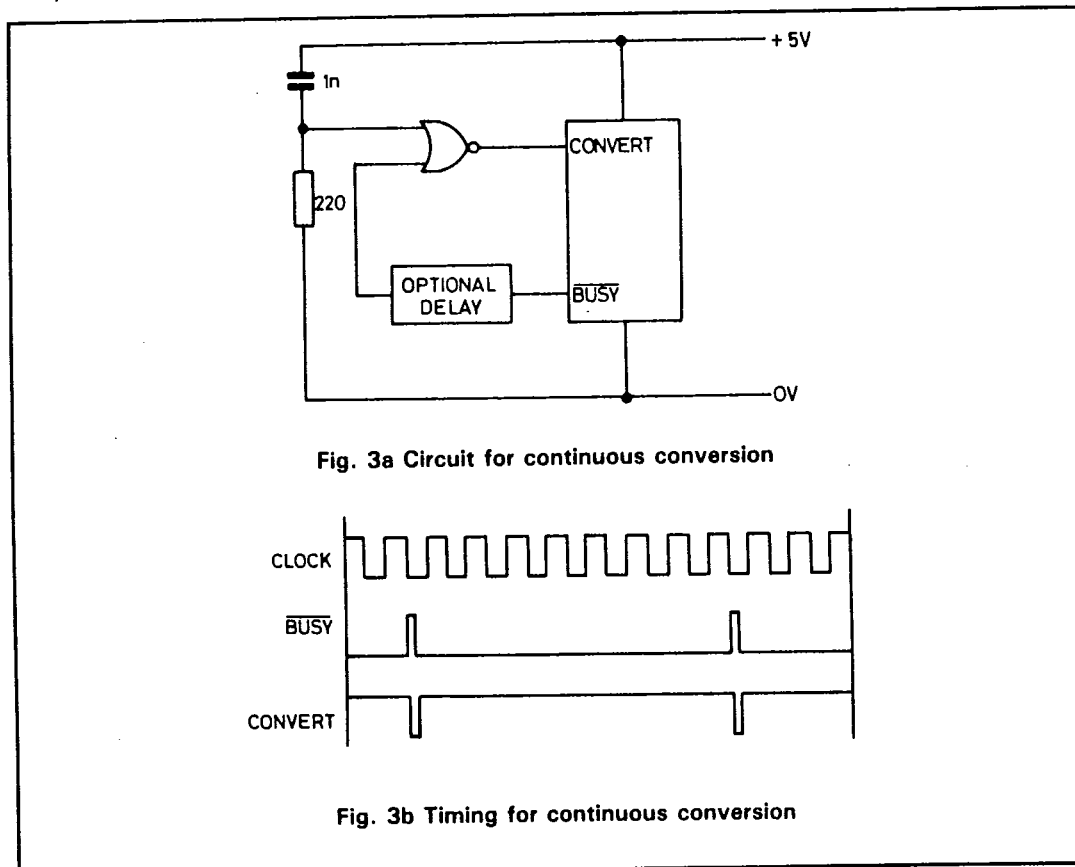 + 5V
1n
CONVERT
220
OPTIONAL
DELAY
BUSY
0V
Fig. 3a Circuit for continuous conversion
CLOCK
BUSY
CONVERT
Fig. 3b Timing for continuous conversion